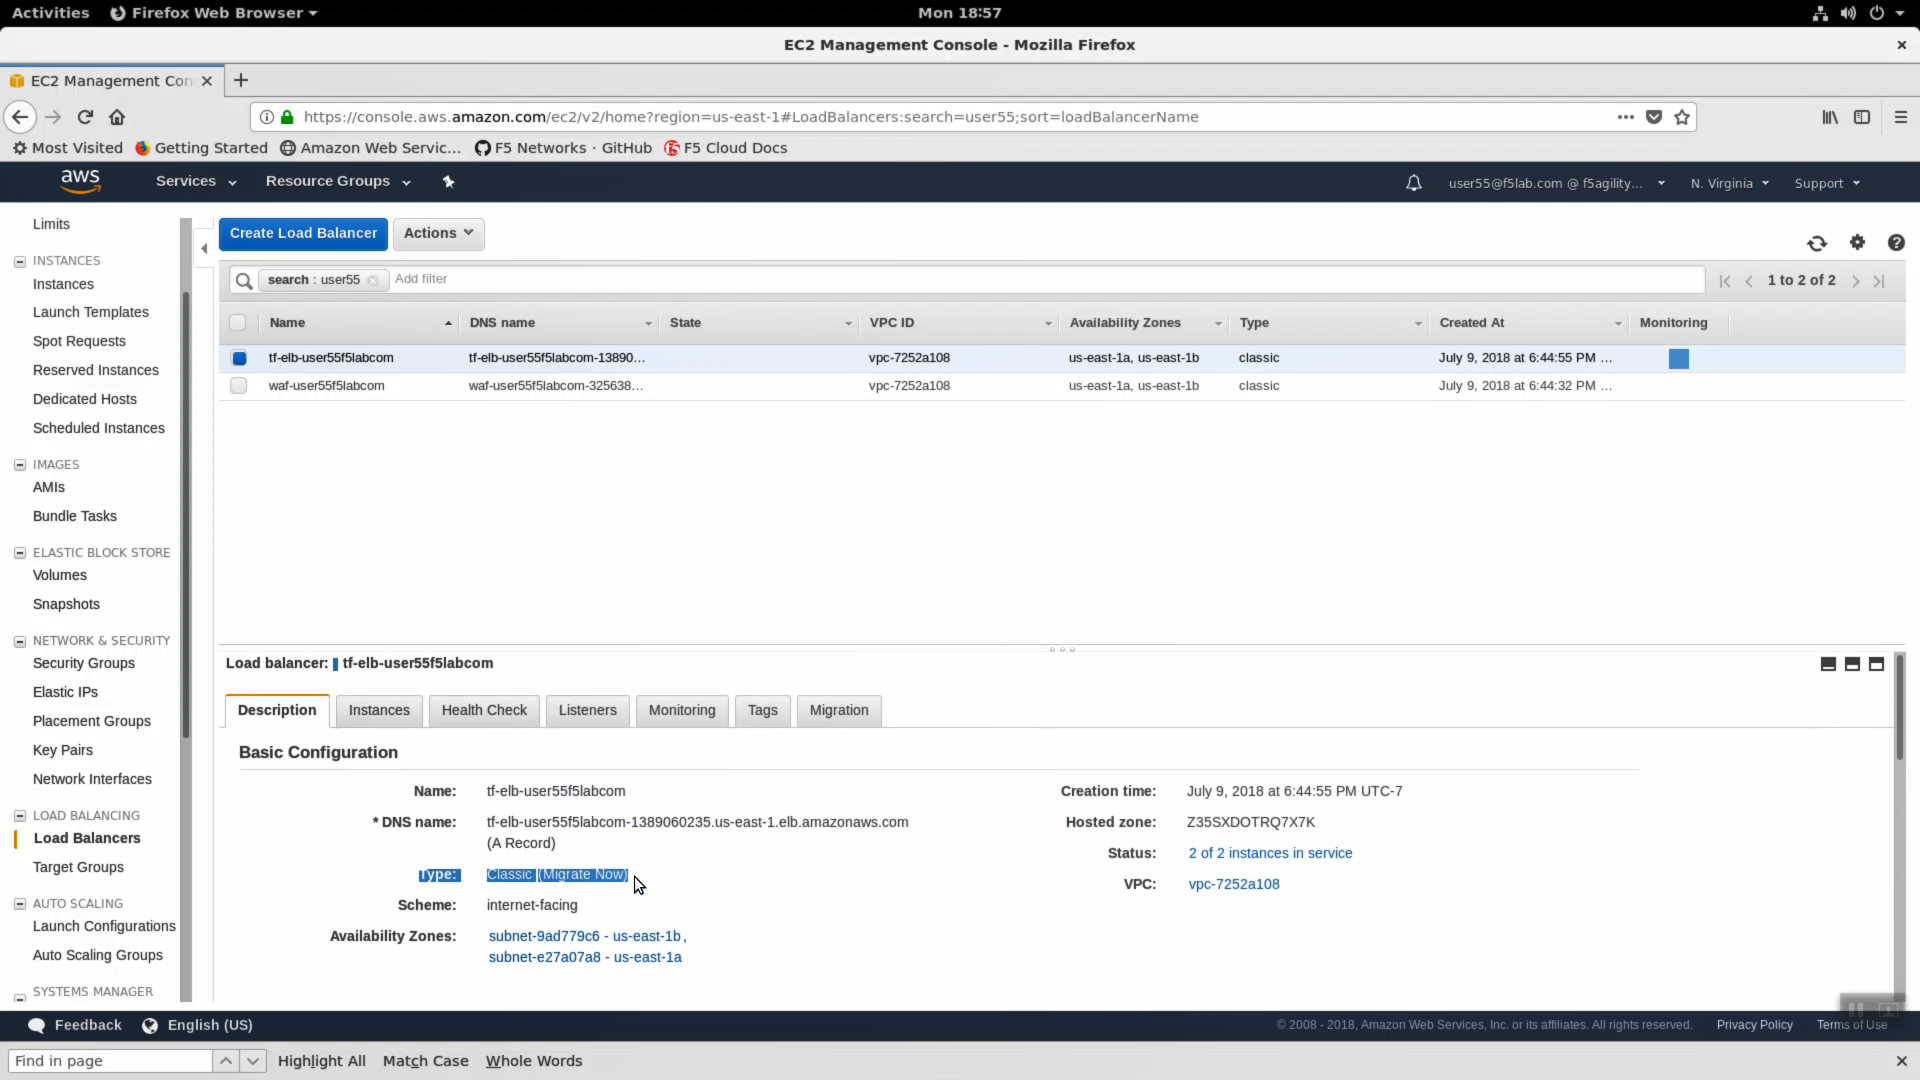 Activities Firefox Web Browser Mon 18:57
EC2 Management Console - Mozilla Firefox
EC2 Management Con
https://console.aws.amazon.com/ec2/v2/home?region=us-east-1#LoadBalancers:search=user55;sort=loadBalancerName
Most Visited Getting Started Amazon Web Servic... F5 Networks · GitHub F5 Cloud Docs
aws Services Resource Groups user55@f5lab.com @ f5agility... N. Virginia Support
Limits
INSTANCES
Instances
Launch Templates
Spot Requests
Reserved Instances
Dedicated Hosts
Scheduled Instances
IMAGES
AMIs
Bundle Tasks
ELASTIC BLOCK STORE
Volumes
Snapshots
NETWORK & SECURITY
Security Groups
Elastic IPs
Placement Groups
Key Pairs
Network Interfaces
LOAD BALANCING
Load Balancers
Target Groups
AUTO SCALING
Launch Configurations
Auto Scaling Groups
SYSTEMS MANAGER
Create Load Balancer Actions
search : user55 Add filter 1 to 2 of 2
Name DNS name State VPC ID Availability Zones Type Created At Monitoring
tf-elb-user55f5labcom tf-elb-user55f5labcom-13890... vpc-7252a108 us-east-1a, us-east-1b classic July 9, 2018 at 6:44:55 PM ...
waf-user55f5labcom waf-user55f5labcom-325638... vpc-7252a108 us-east-1a, us-east-1b classic July 9, 2018 at 6:44:32 PM ...
Load balancer: tf-elb-user55f5labcom
Description Instances Health Check Listeners Monitoring Tags Migration
Basic Configuration
Name: tf-elb-user55f5labcom Creation time: July 9, 2018 at 6:44:55 PM UTC-7
* DNS name: tf-elb-user55f5labcom-1389060235.us-east-1.elb.amazonaws.com Hosted zone: Z35SXDOTRQ7X7K
(A Record)
Status: 2 of 2 instances in service
Type: Classic (Migrate Now)
VPC: vpc-7252a108
Scheme: internet-facing
Availability Zones: subnet-9ad779c6 - us-east-1b,
subnet-e27a07a8 - us-east-1a
Feedback English (US) © 2008 - 2018, Amazon Web Services, Inc. or its affiliates. All rights reserved. Privacy Policy Terms of Use
Find in page Highlight All Match Case Whole Words